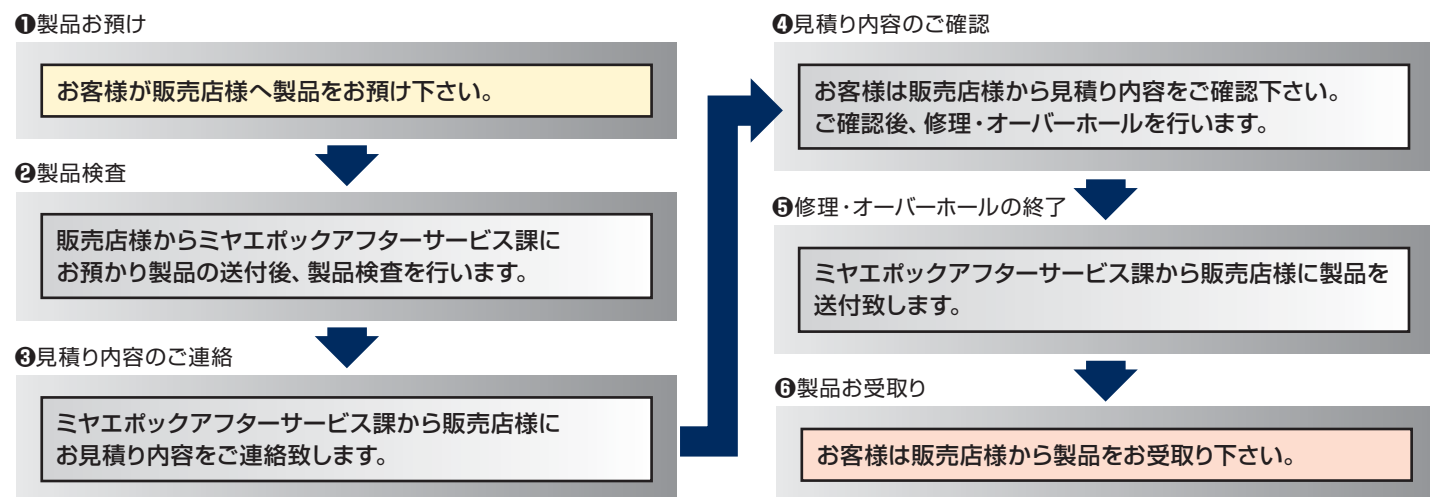 ❶製品お預け
お客様が販売店様へ製品をお預け下さい。
❷製品検査
販売店様からミヤエポックアフターサービス課に
お預かり製品の送付後、製品検査を行います。
❸見積り内容のご連絡
ミヤエポックアフターサービス課から販売店様に
お見積り内容をご連絡致します。
❹見積り内容のご確認
お客様は販売店様から見積り内容をご確認下さい。
ご確認後、修理・オーバーホールを行います。
❺修理・オーバーホールの終了
ミヤエポックアフターサービス課から販売店様に製品を
送付致します。
❻製品お受取り
お客様は販売店様から製品をお受取り下さい。